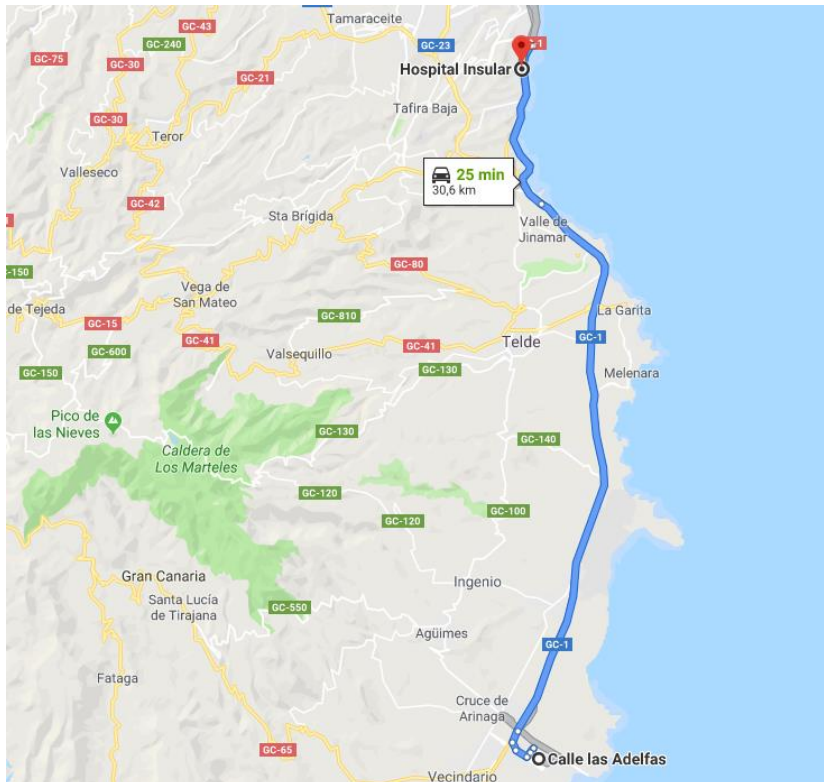 GC-43
Tamaraceite
GC-240
GC-23
GC-1
GC-75
GC-30
Hospital Insular
GC-21
Tafira Baja
GC-30
Teror
Valleseco
25 min
30,6 km
GC-42
Sta Brígida
Valle de
Jinamar
GC-80
GC-150
Vega de
San Mateo
de Tejeda
GC-15
GC-810
La Garita
GC-41
GC-41
Telde
GC-1
GC-600
Valsequillo
GC-130
GC-150
Melenara
Pico de
las Nieves
GC-130
GC-140
Caldera de
Los Marteles
GC-120
GC-100
GC-120
Gran Canaria
Ingenio
Santa Lucía
de Tirajana
GC-550
Agüimes
GC-1
Fataga
Cruce de
Arinaga
GC-65
Calle las Adelfas
Vecindario